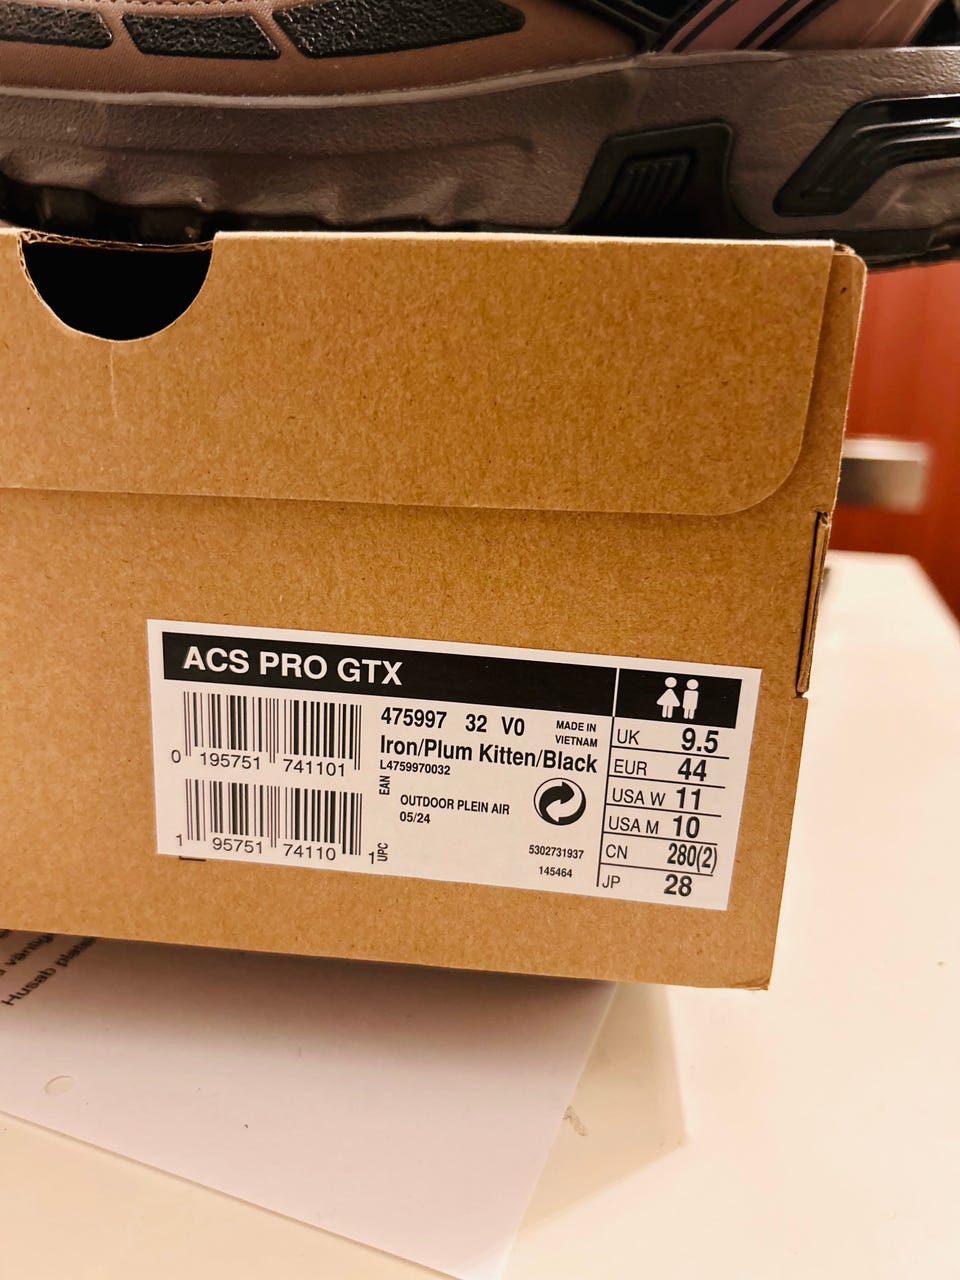 ACS PRO GTX
0 195751 741101
1 95751 74110 1
EAN
UPC
475997 32 V0
MADE IN
VIETNAM
Iron/Plum Kitten/Black
L4759970032
OUTDOOR PLEIN AIR
05/24
5302731937
145464
UK 9.5
EUR 44
USA W 11
USA M 10
CN 280(2)
JP 28
Husab